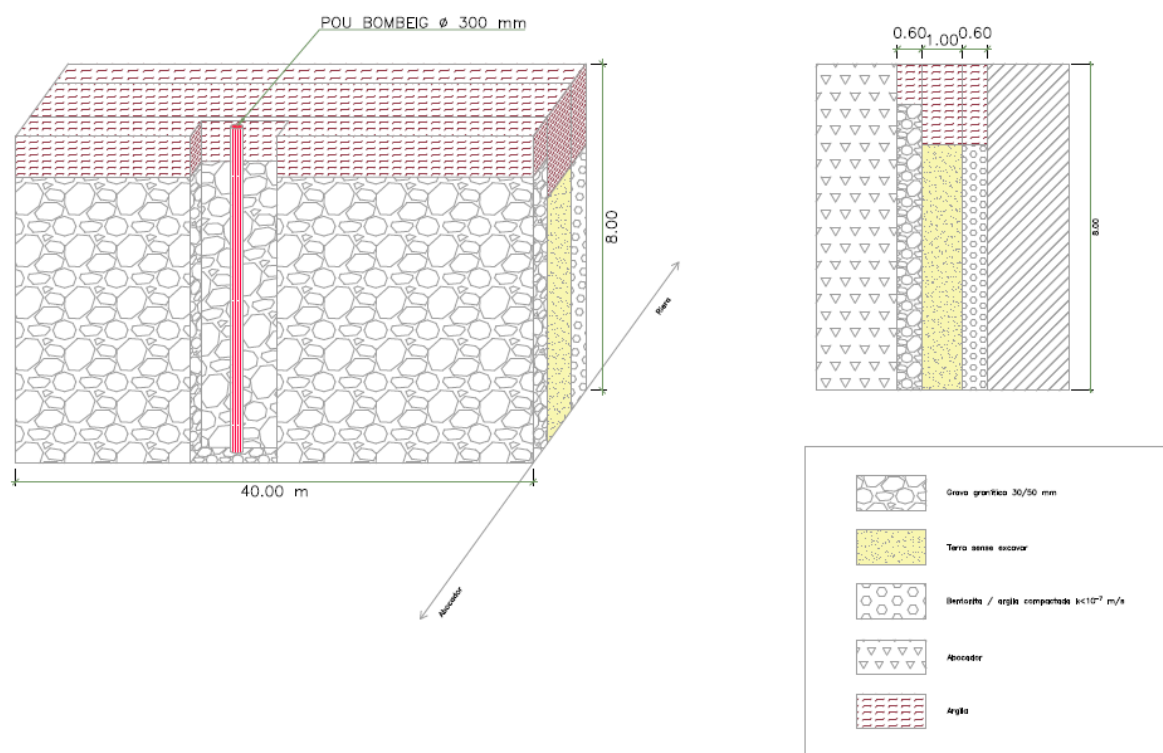 POU BOMBEIG ø 300 mm
0.60 1.00 0.60
8.00
8.00
Riera
40.00 m
Abocador
Grava granítica 30/50 mm
Terra sense excavar
Bentonita / argila compactada k<10⁻⁷ m/s
Abocador
Argila